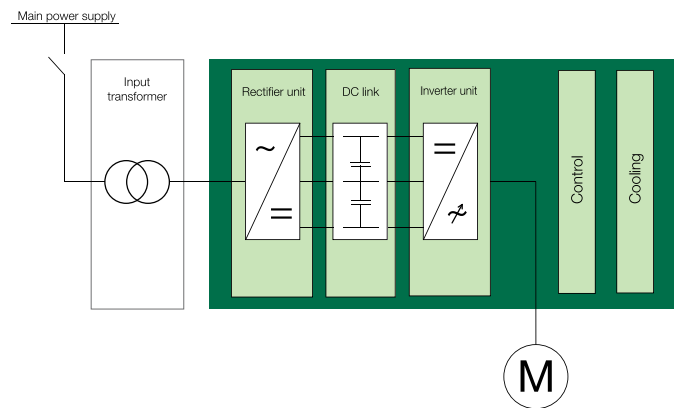 Main power supply
Input
transformer
Rectifier unit
DC link
Inverter unit
Control
Cooling
M